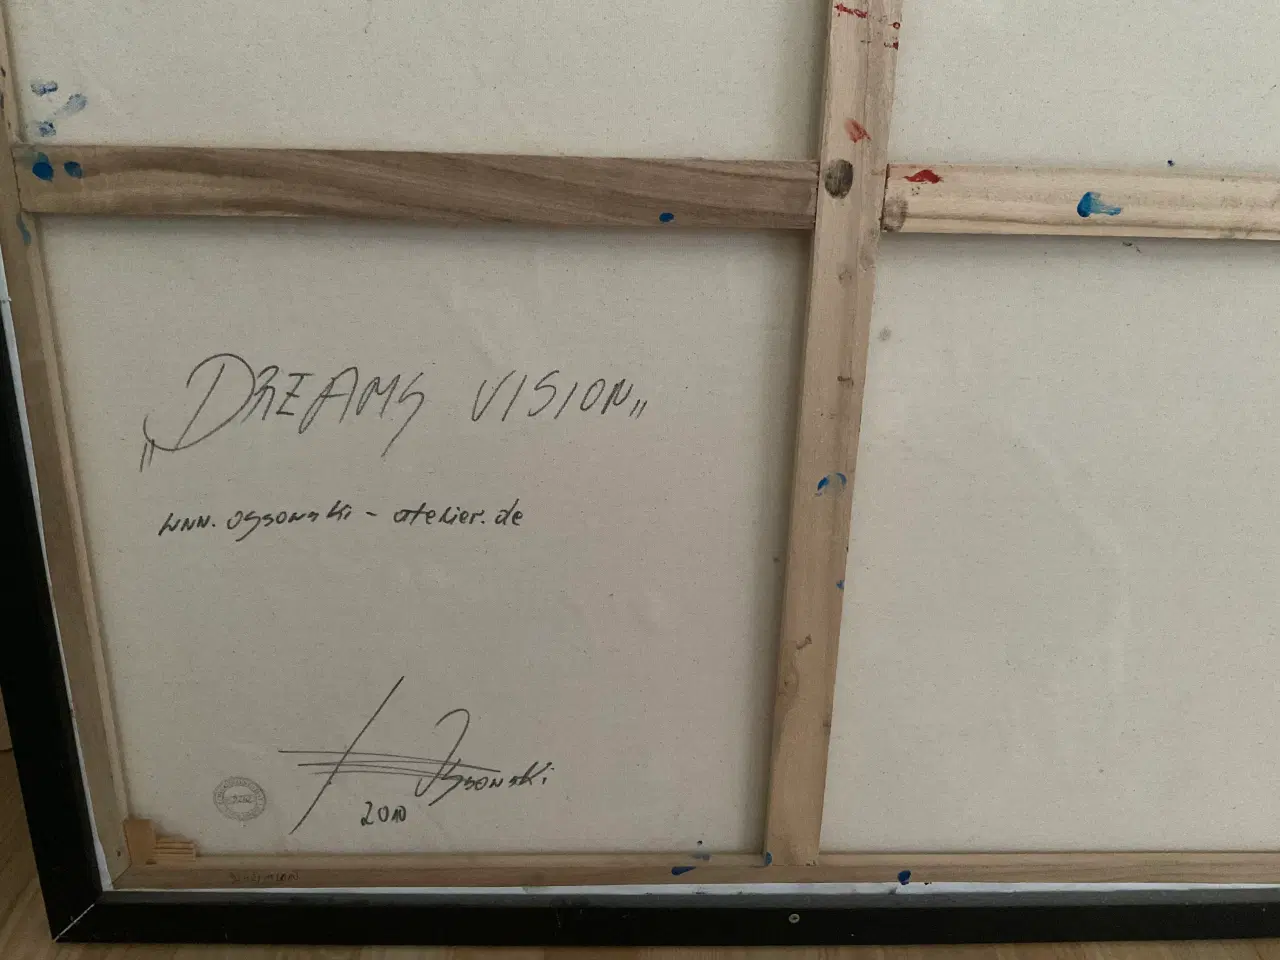 „DREAMS VISION„
www.ossowski-atelier.de
Ossowski
2010